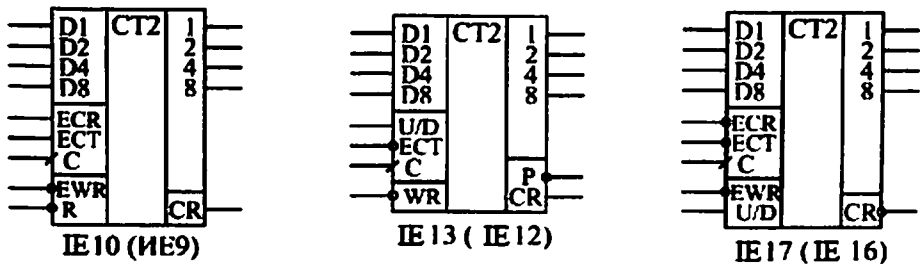 D1 CT2 1
D2 2
D4 4
D8 8
ECR
ECT
C
EWR
R CR
IE10 (ИЕ9)
D1 CT2 1
D2 2
D4 4
D8 8
U/D
ECT
C
P
WR CR
IE13 ( IE12)
D1 CT2 1
D2 2
D4 4
D8 8
ECR
ECT
C
EWR
U/D CR
IE17 ( IE 16)